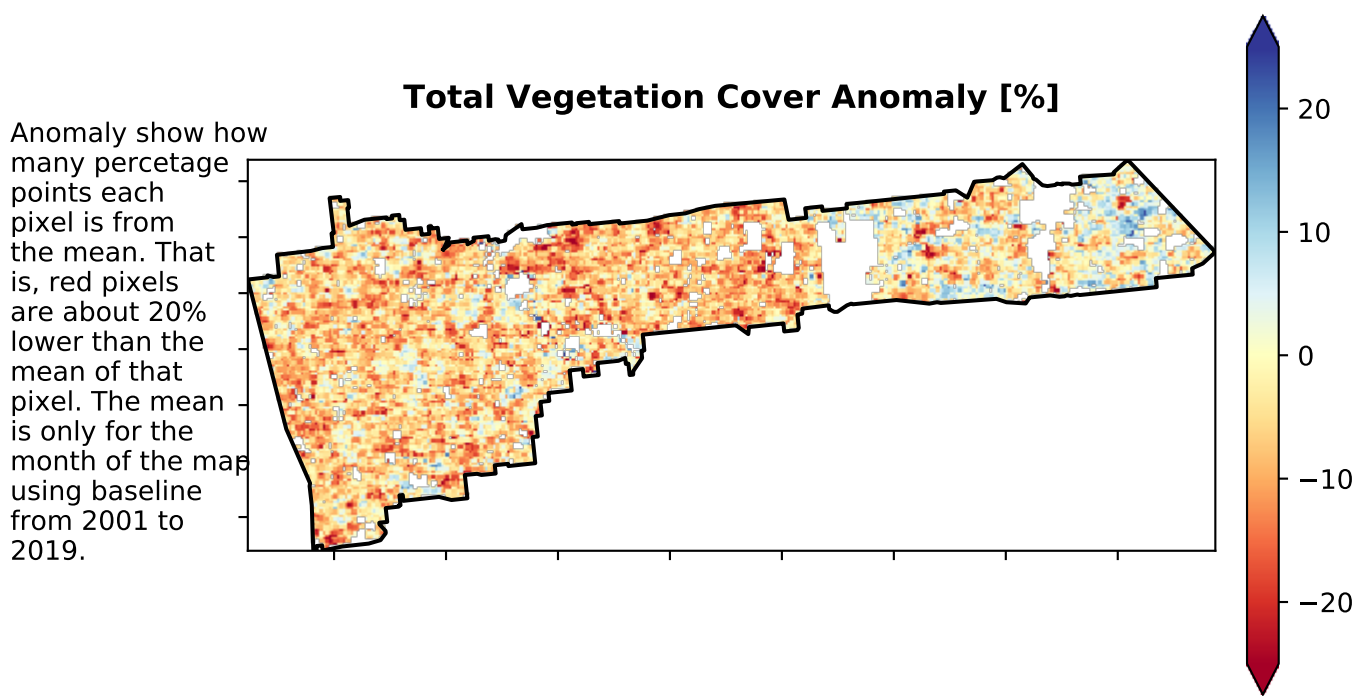 Total Vegetation Cover Anomaly [%]
Anomaly show how
many percetage
points each
pixel is from
the mean. That
is, red pixels
are about 20%
lower than the
mean of that
pixel. The mean
is only for the
month of the map
using baseline
from 2001 to
2019.
20
10
0
−10
−20